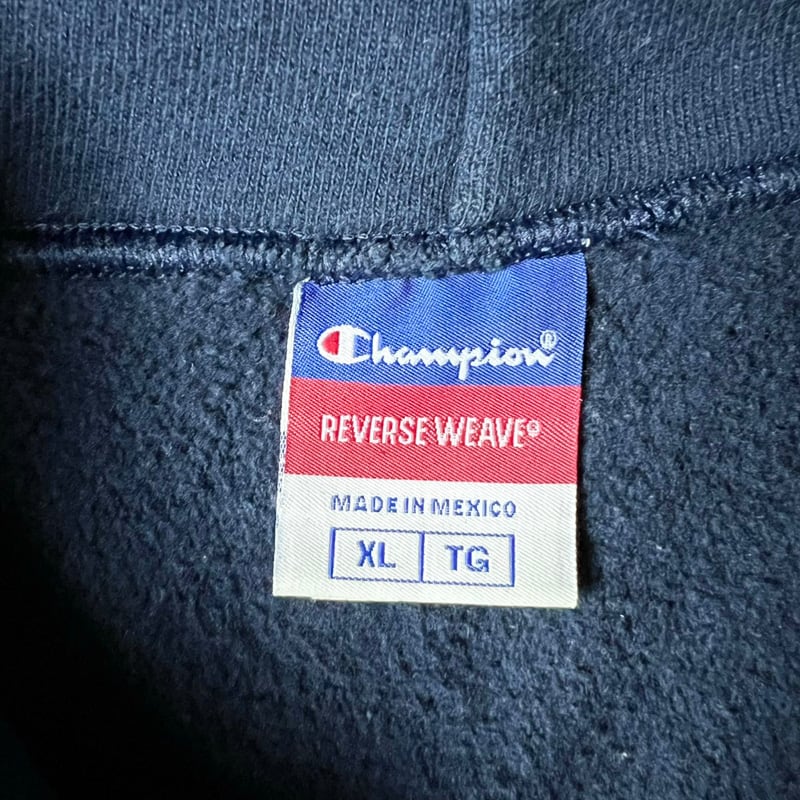 Champion®
REVERSE WEAVE®
MADE IN MEXICO
XL TG